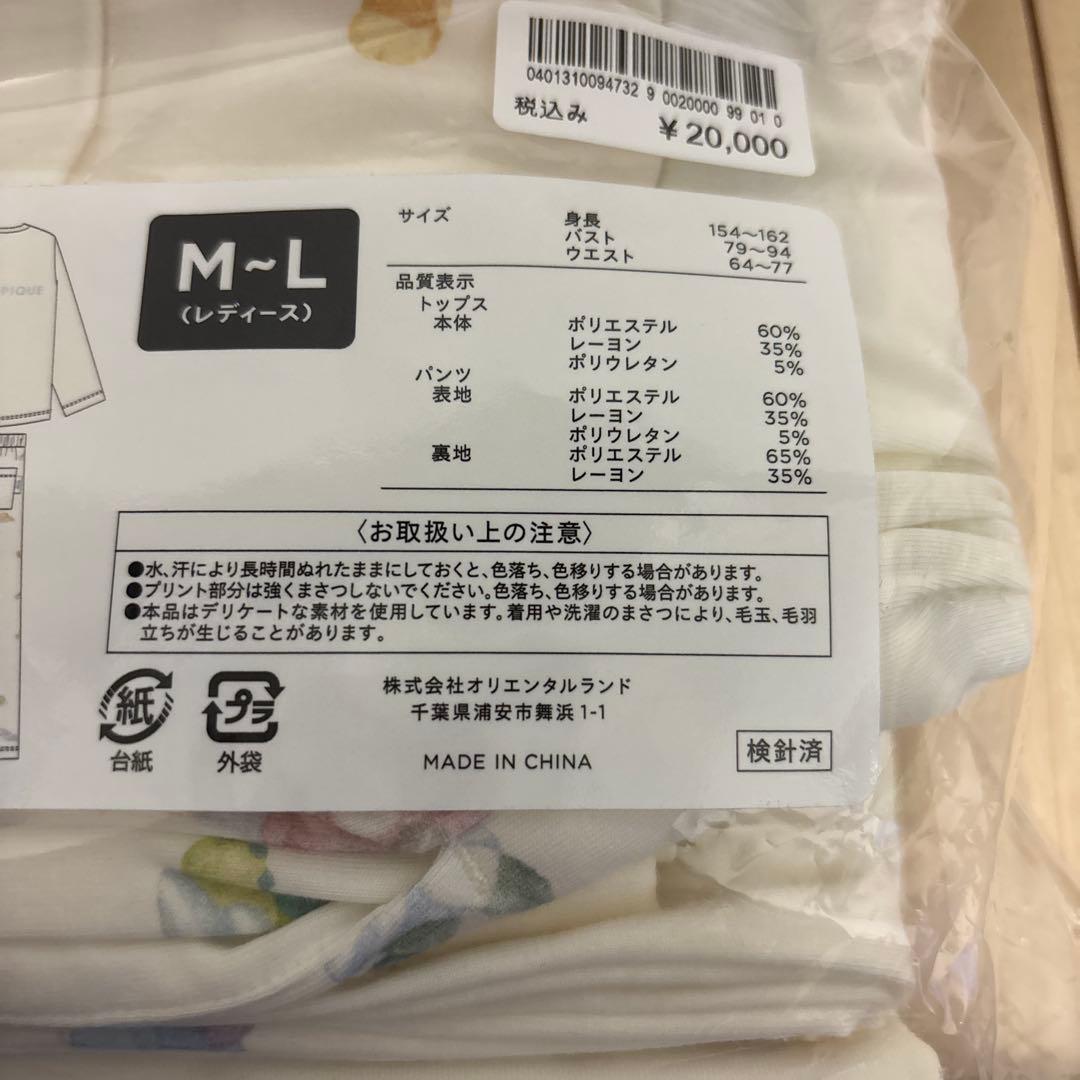 0401310094732 9 0020000 99 01 0
税込み ¥20,000
PIQUE
M~L
(レディース)
サイズ 身長 154~162
バスト 79~94
ウエスト 64~77
品質表示
トップス
本体 ポリエステル 60%
レーヨン 35%
ポリウレタン 5%
パンツ
表地 ポリエステル 60%
レーヨン 35%
ポリウレタン 5%
裏地 ポリエステル 65%
レーヨン 35%
〈お取扱い上の注意〉
●水、汗により長時間ぬれたままにしておくと、色落ち、色移りする場合があります。
●プリント部分は強くまさつしないでください。色落ち、色移りする場合があります。
●本品はデリケートな素材を使用しています。着用や洗濯のまさつにより、毛玉、毛羽
立ちが生じることがあります。
紙 プラ
台紙 外袋
株式会社オリエンタルランド
千葉県浦安市舞浜1-1
MADE IN CHINA
検針済